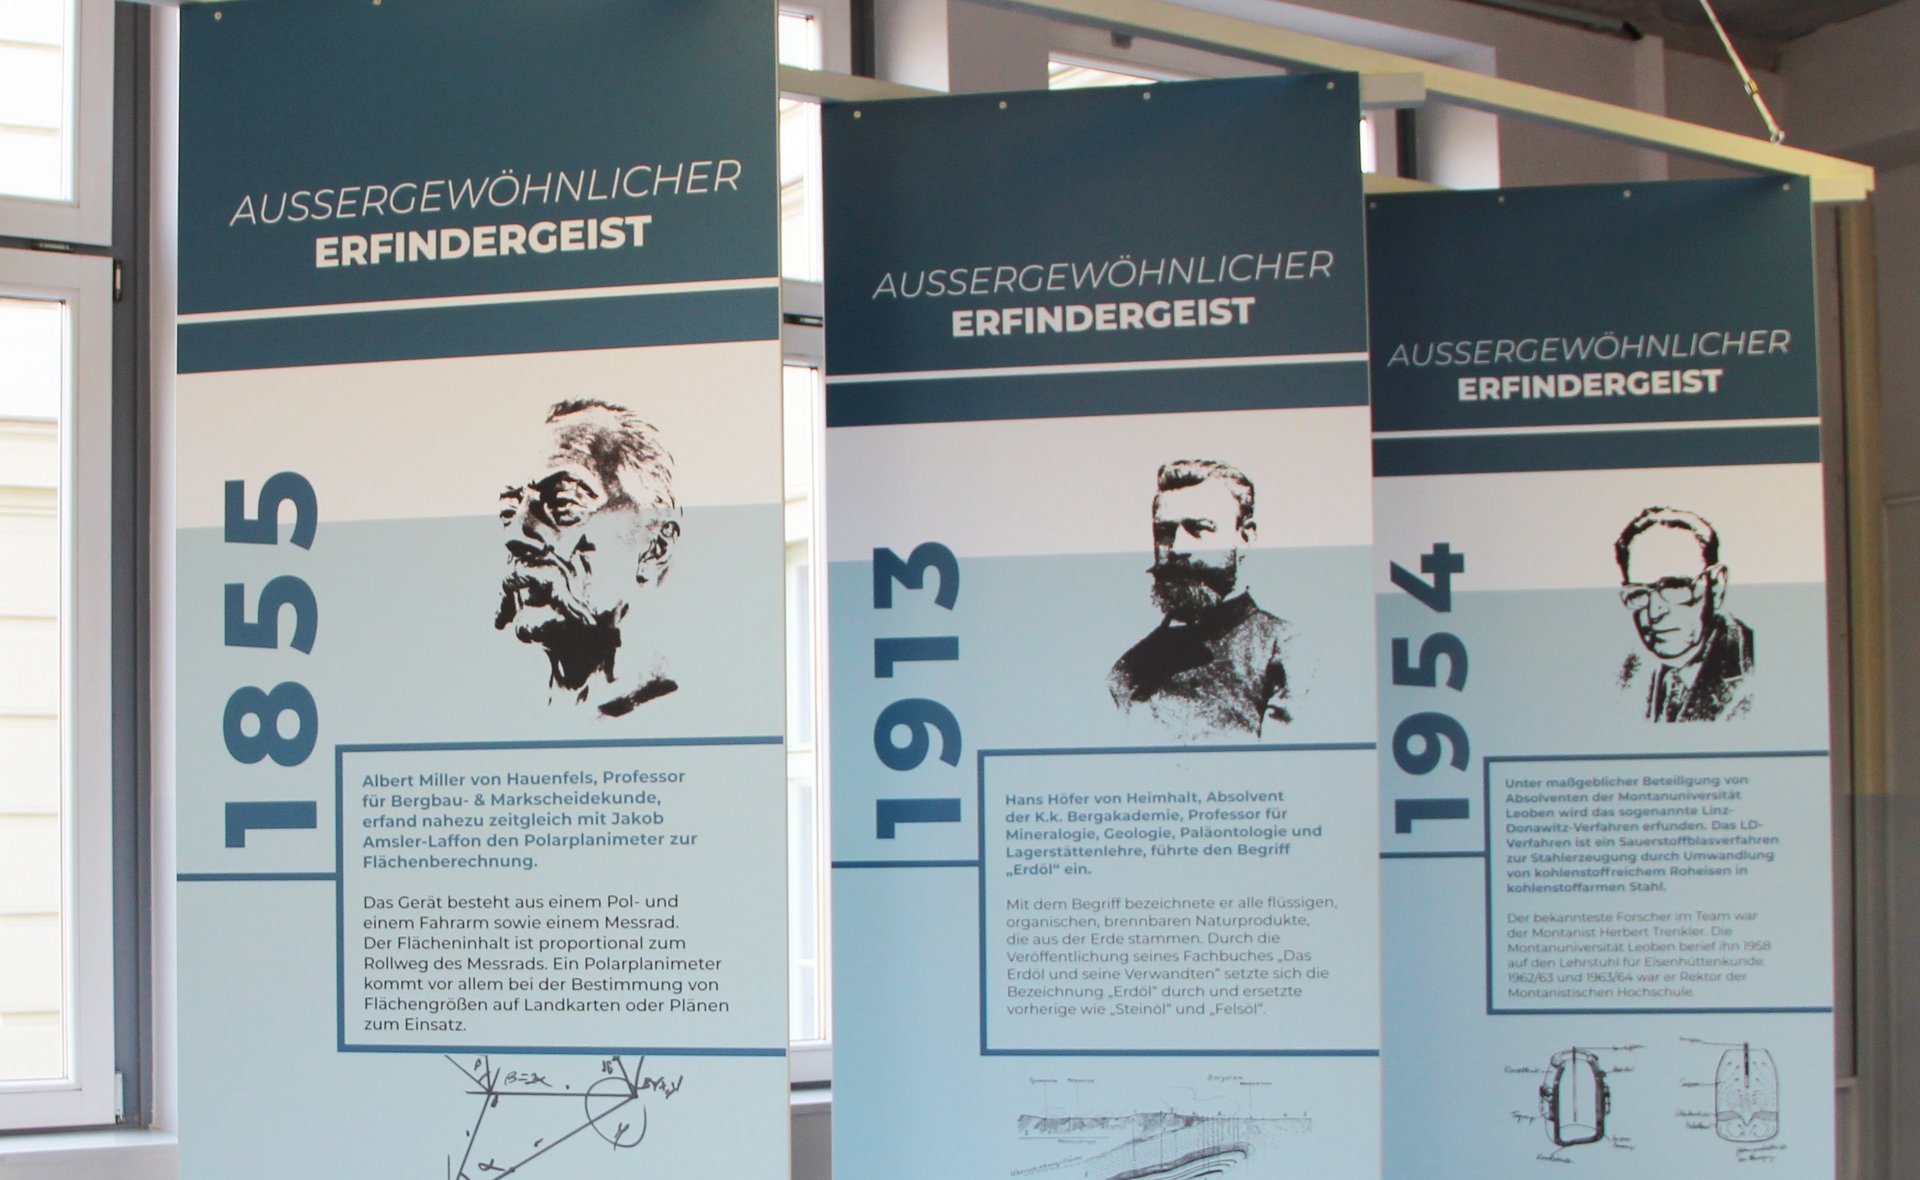 AUSSERGEWÖHNLICHER
ERFINDERGEIST
1855
Albert Miller von Hauenfels, Professor
für Bergbau- & Markscheidekunde,
erfand nahezu zeitgleich mit Jakob
Amsler-Laffon den Polarplanimeter zur
Flächenberechnung.
Das Gerät besteht aus einem Pol- und
einem Fahrarm sowie einem Messrad.
Der Flächeninhalt ist proportional zum
Rollweg des Messrads. Ein Polarplanimeter
kommt vor allem bei der Bestimmung von
Flächengrößen auf Landkarten oder Plänen
zum Einsatz.
β=2α
α
AUSSERGEWÖHNLICHER
ERFINDERGEIST
1913
Hans Höfer von Heimhalt, Absolvent
der K.k. Bergakademie, Professor für
Mineralogie, Geologie, Paläontologie und
Lagerstättenlehre, führte den Begriff
„Erdöl“ ein.
Mit dem Begriff bezeichnete er alle flüssigen,
organischen, brennbaren Naturprodukte,
die aus der Erde stammen. Durch die
Veröffentlichung seines Fachbuches „Das
Erdöl und seine Verwandten“ setzte sich die
Bezeichnung „Erdöl“ durch und ersetzte
vorherige wie „Steinöl“ und „Felsöl“.
AUSSERGEWÖHNLICHER
ERFINDERGEIST
1954
Unter maßgeblicher Beteiligung von
Absolventen der Montanuniversität
Leoben wird das sogenannte Linz-
Donawitz-Verfahren erfunden. Das LD-
Verfahren ist ein Sauerstoffblasverfahren
zur Stahlerzeugung durch Umwandlung
von kohlenstoffreichem Roheisen in
kohlenstoffarmen Stahl.
Der bekannteste Forscher im Team war
der Montanist Herbert Trenkler. Die
Montanuniversität Leoben berief ihn 1958
auf den Lehrstuhl für Eisenhüttenkunde.
1962/63 und 1963/64 war er Rektor der
Montanistischen Hochschule.